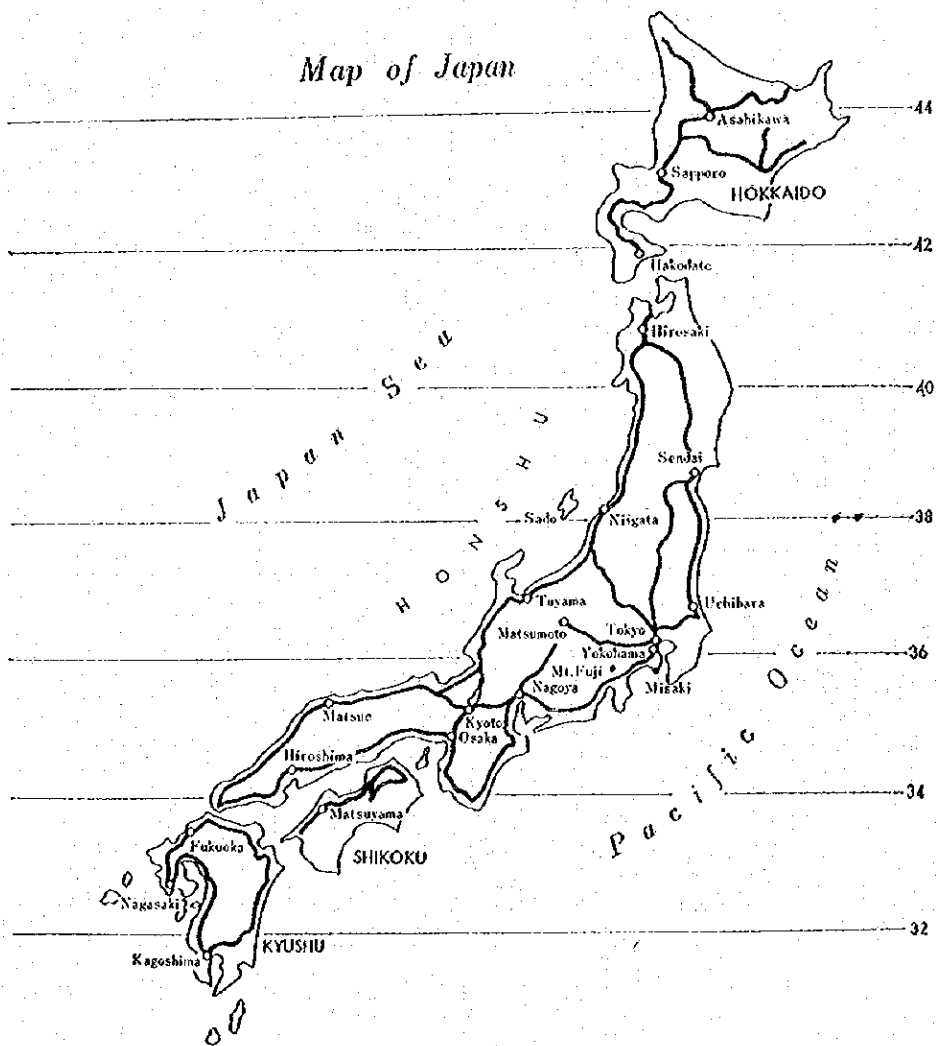 Map of Japan
44
Asahikawa
Sapporo
HOKKAIDO
42
Hakodate
Hirosaki
Japan Sea
40
HONSHU
Sendai
Sado
Niigata
38
Toyama
Uchihara
Matsumoto
Tokyo
Yokohama
36
Mt. Fuji
Misaki
Nagoya
Pacific Ocean
Matsue
Kyoto
Osaka
Hiroshima
34
Matsuyama
Fukuoka
SHIKOKU
Nagasaki
32
KYUSHU
Kagoshima